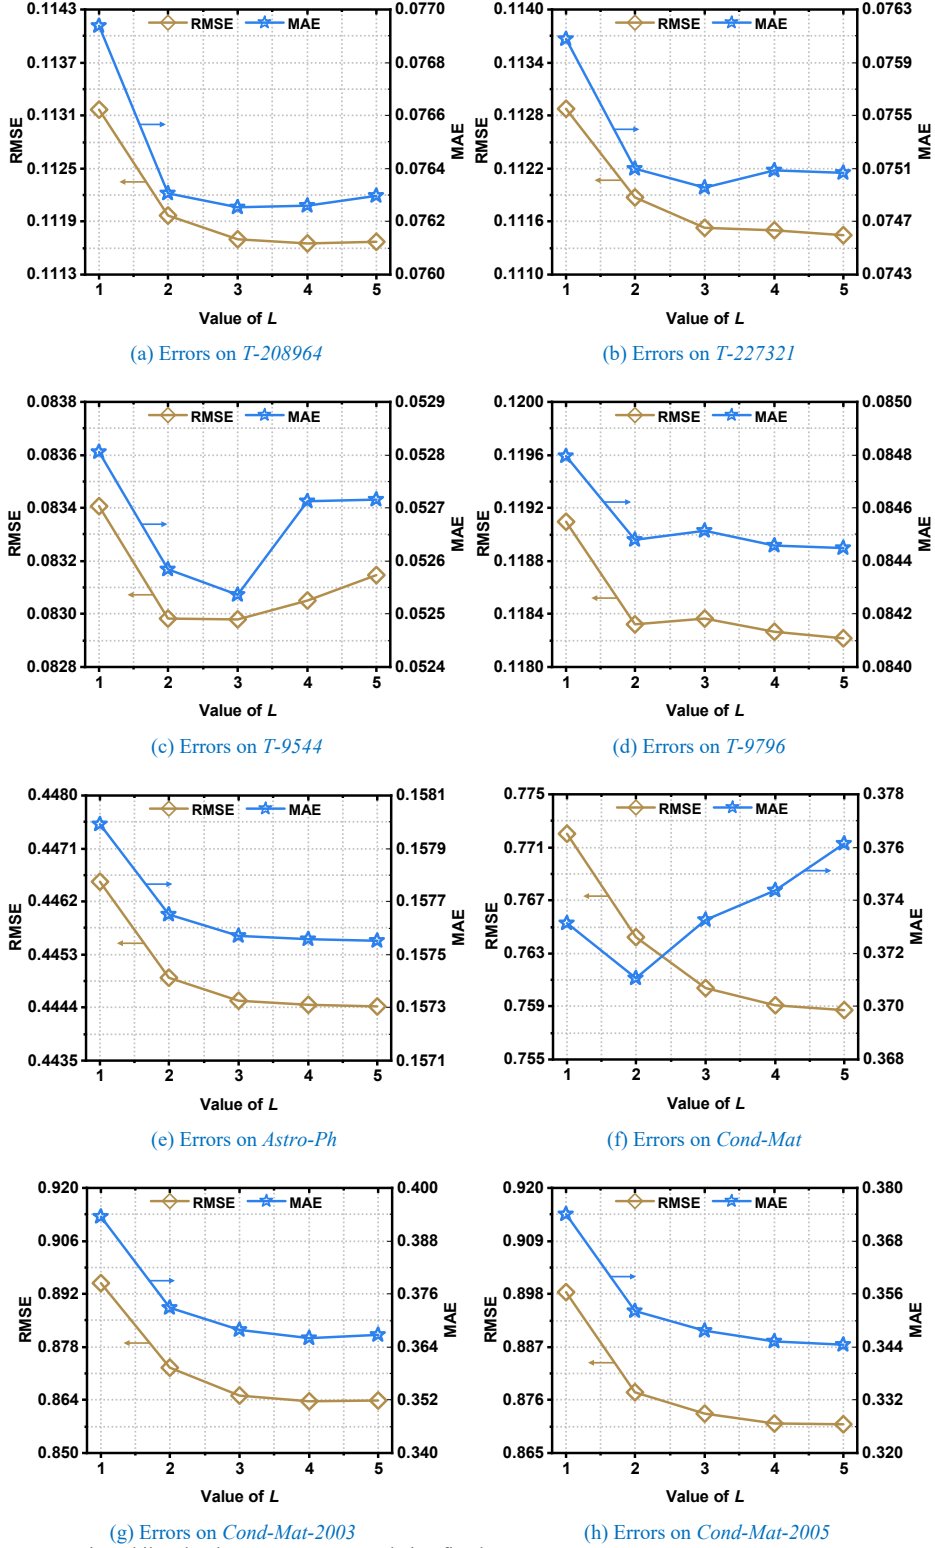 RMSE MAE
0.1143 0.1137 0.1131 0.1125 0.1119 0.1113
0.0770 0.0768 0.0766 0.0764 0.0762 0.0760
RMSE
MAE
1 2 3 4 5
Value of L
(a) Errors on T-208964
RMSE MAE
0.1140 0.1134 0.1128 0.1122 0.1116 0.1110
0.0763 0.0759 0.0755 0.0751 0.0747 0.0743
RMSE
MAE
1 2 3 4 5
Value of L
(b) Errors on T-227321
RMSE MAE
0.0838 0.0836 0.0834 0.0832 0.0830 0.0828
0.0529 0.0528 0.0527 0.0526 0.0525 0.0524
RMSE
MAE
1 2 3 4 5
Value of L
(c) Errors on T-9544
RMSE MAE
0.1200 0.1196 0.1192 0.1188 0.1184 0.1180
0.0850 0.0848 0.0846 0.0844 0.0842 0.0840
RMSE
MAE
1 2 3 4 5
Value of L
(d) Errors on T-9796
RMSE MAE
0.4480 0.4471 0.4462 0.4453 0.4444 0.4435
0.1581 0.1579 0.1577 0.1575 0.1573 0.1571
RMSE
MAE
1 2 3 4 5
Value of L
(e) Errors on Astro-Ph
RMSE MAE
0.775 0.771 0.767 0.763 0.759 0.755
0.378 0.376 0.374 0.372 0.370 0.368
RMSE
MAE
1 2 3 4 5
Value of L
(f) Errors on Cond-Mat
RMSE MAE
0.920 0.906 0.892 0.878 0.864 0.850
0.400 0.388 0.376 0.364 0.352 0.340
RMSE
MAE
1 2 3 4 5
Value of L
(g) Errors on Cond-Mat-2003
RMSE MAE
0.920 0.909 0.898 0.887 0.876 0.865
0.380 0.368 0.356 0.344 0.332 0.320
RMSE
MAE
1 2 3 4 5
Value of L
(h) Errors on Cond-Mat-2005